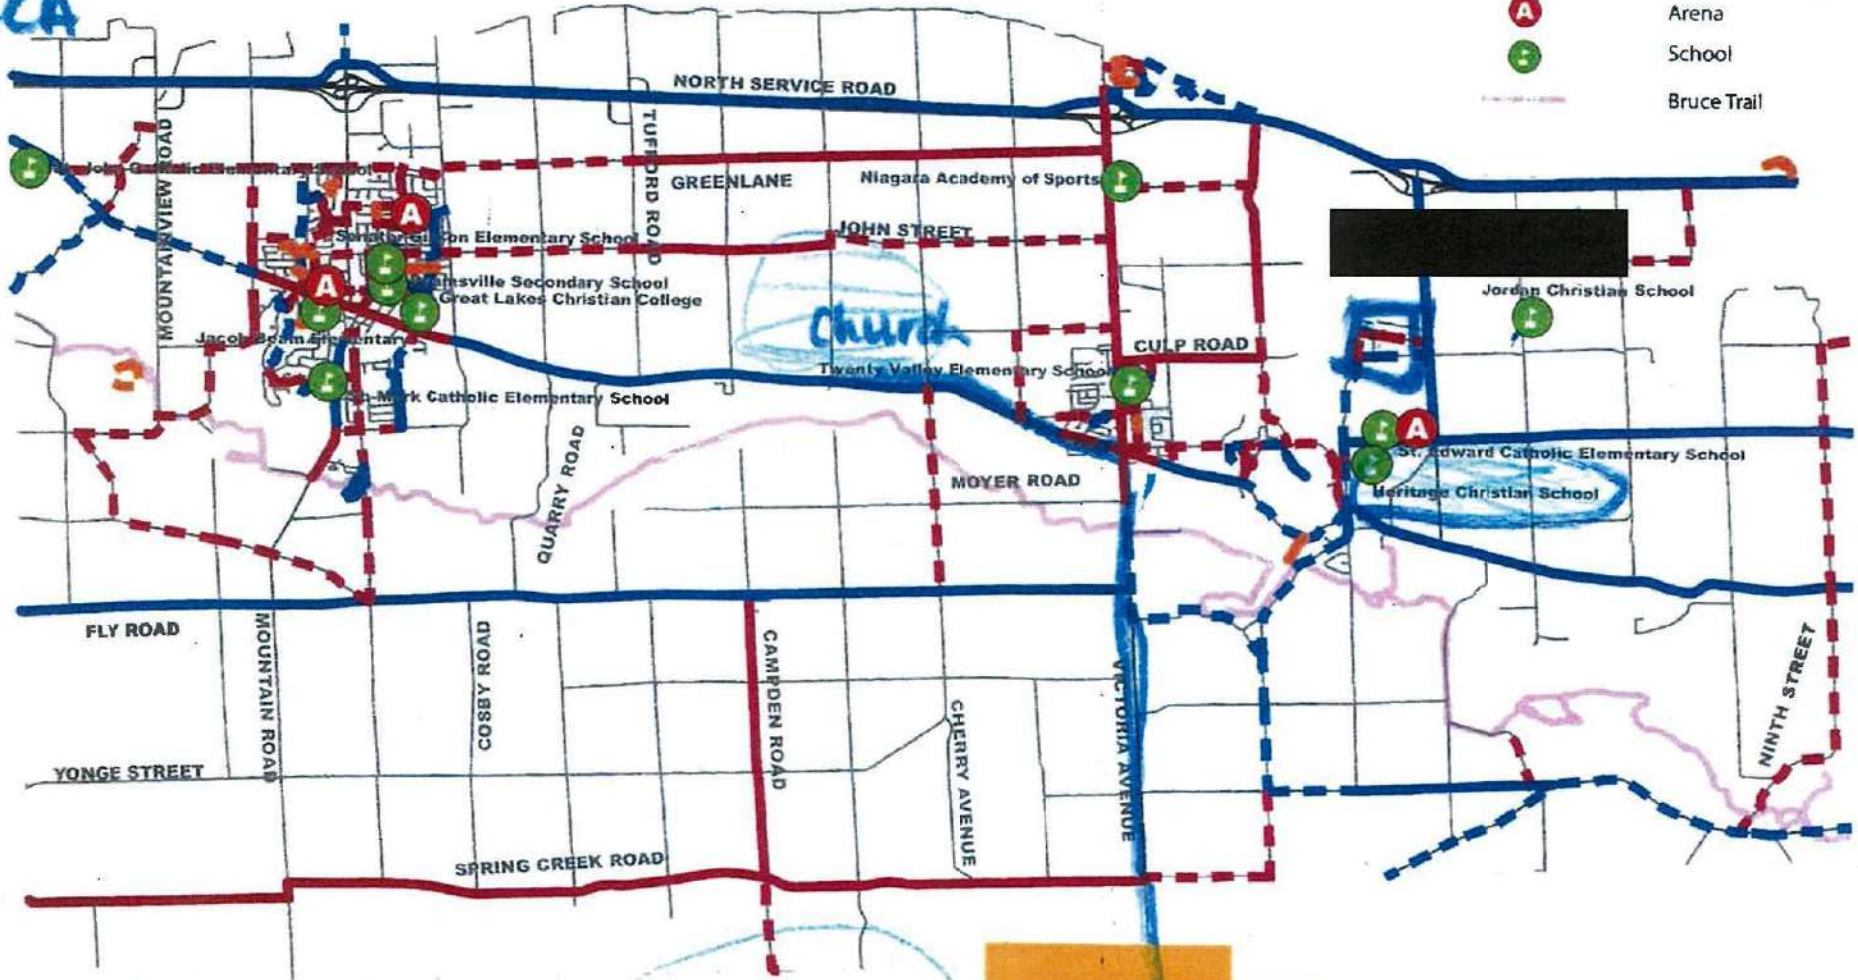 CA
Arena
School
Bruce Trail
NORTH SERVICE ROAD
MOUNTAINVIEW ROAD
TUFFORD ROAD
GREENLANE
Niagara Academy of Sports
JOHN STREET
Elementary School
Secondary School
Great Lakes Christian College
Jordan Christian School
Church
Jacob Beam Elementary
CULP ROAD
Twenty Valley Elementary School
Mark Catholic Elementary School
QUARRY ROAD
MOYER ROAD
St. Edward Catholic Elementary School
Heritage Christian School
FLY ROAD
MOUNTAIN ROAD
COSBY ROAD
CAMPDEN ROAD
CHERRY AVENUE
VICTORIA AVENUE
NINTH STREET
YONGE STREET
SPRING CREEK ROAD
A
A
A
A